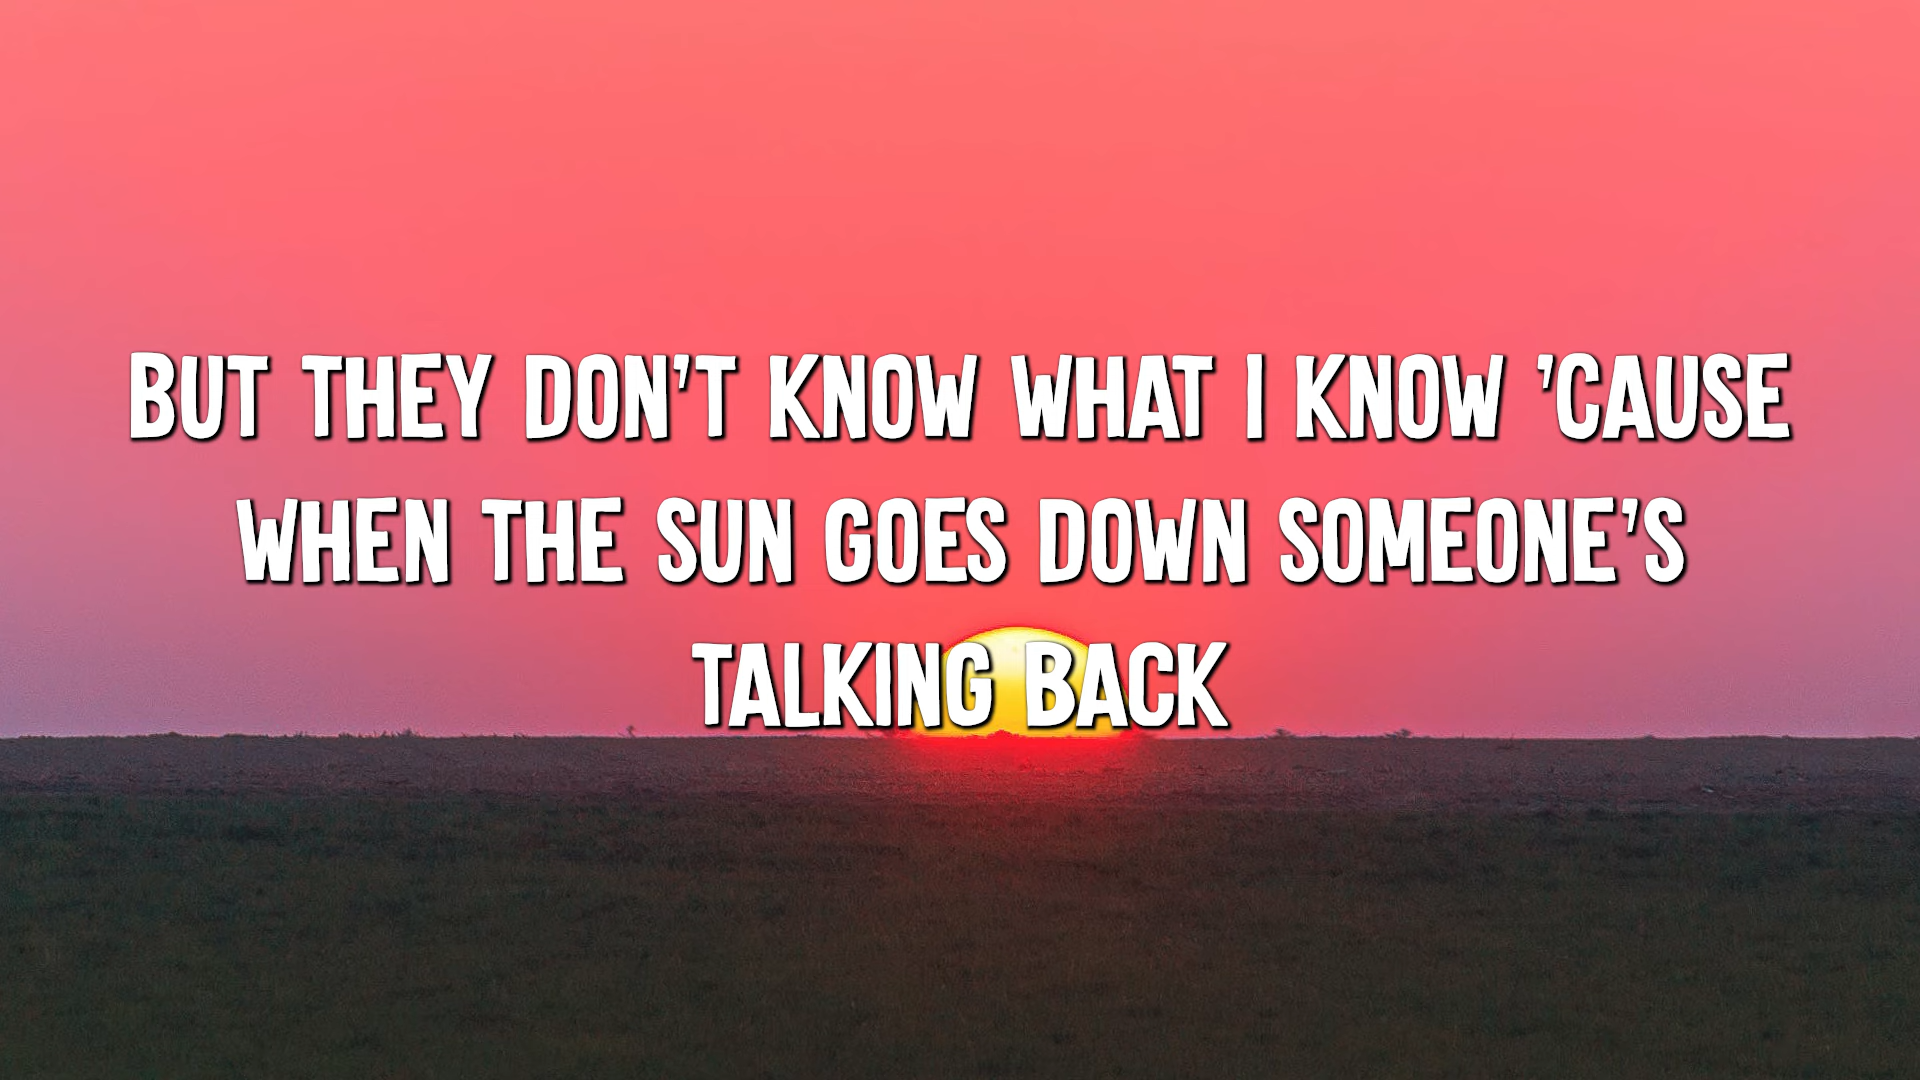 BUT THEY DON'T KNOW WHAT I KNOW 'CAUSE
WHEN THE SUN GOES DOWN SOMEONE'S
TALKING BACK